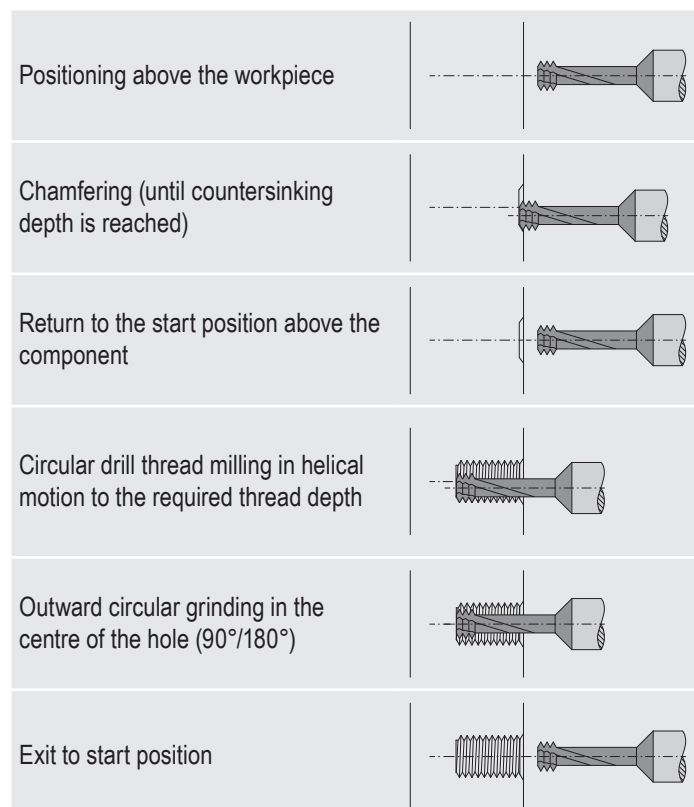 Positioning above the workpiece
Chamfering (until countersinking
depth is reached)
Return to the start position above the
component
Circular drill thread milling in helical
motion to the required thread depth
Outward circular grinding in the
centre of the hole (90°/180°)
Exit to start position